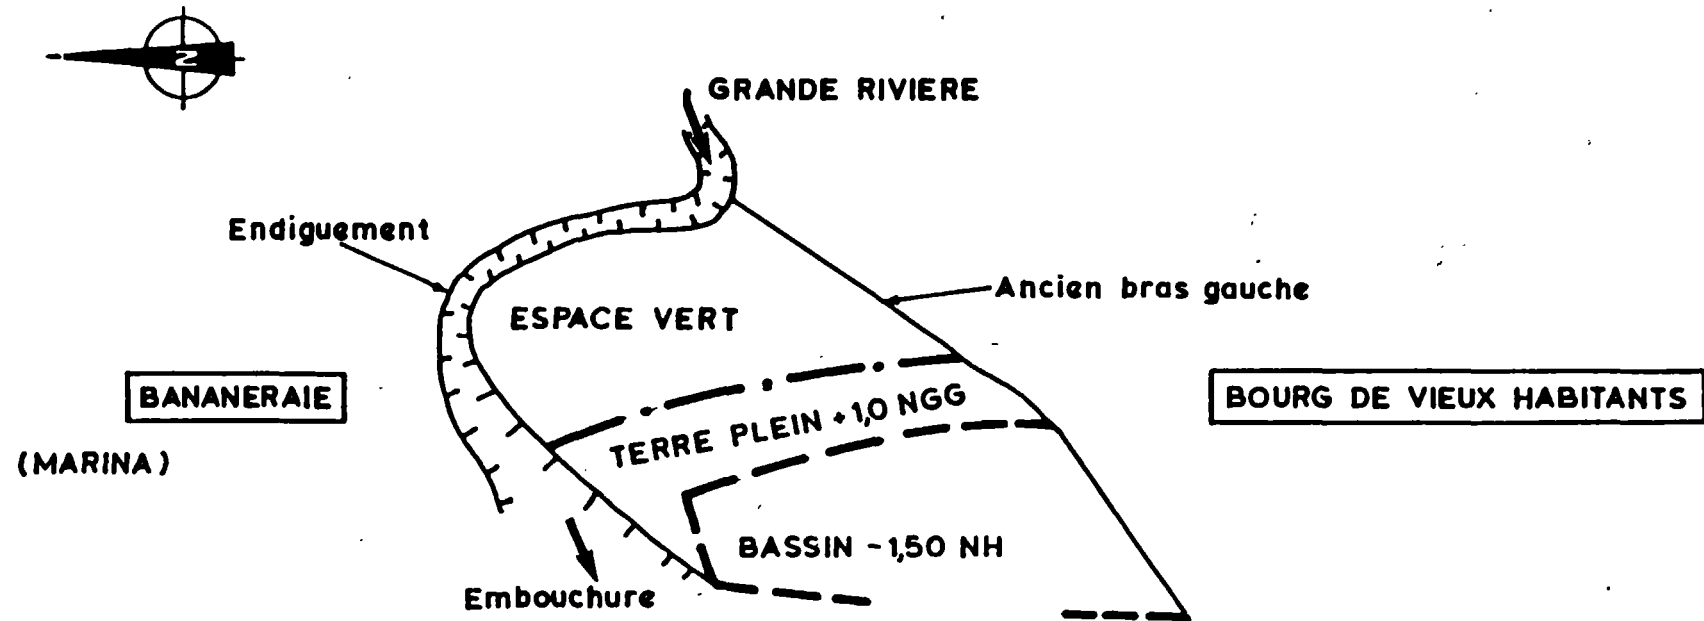 N
GRANDE RIVIERE
Endiguement
Ancien bras gauche
ESPACE VERT
BANANERAIE
BOURG DE VIEUX HABITANTS
TERRE PLEIN +1,0 NGG
(MARINA)
BASSIN -1,50 NH
Embouchure